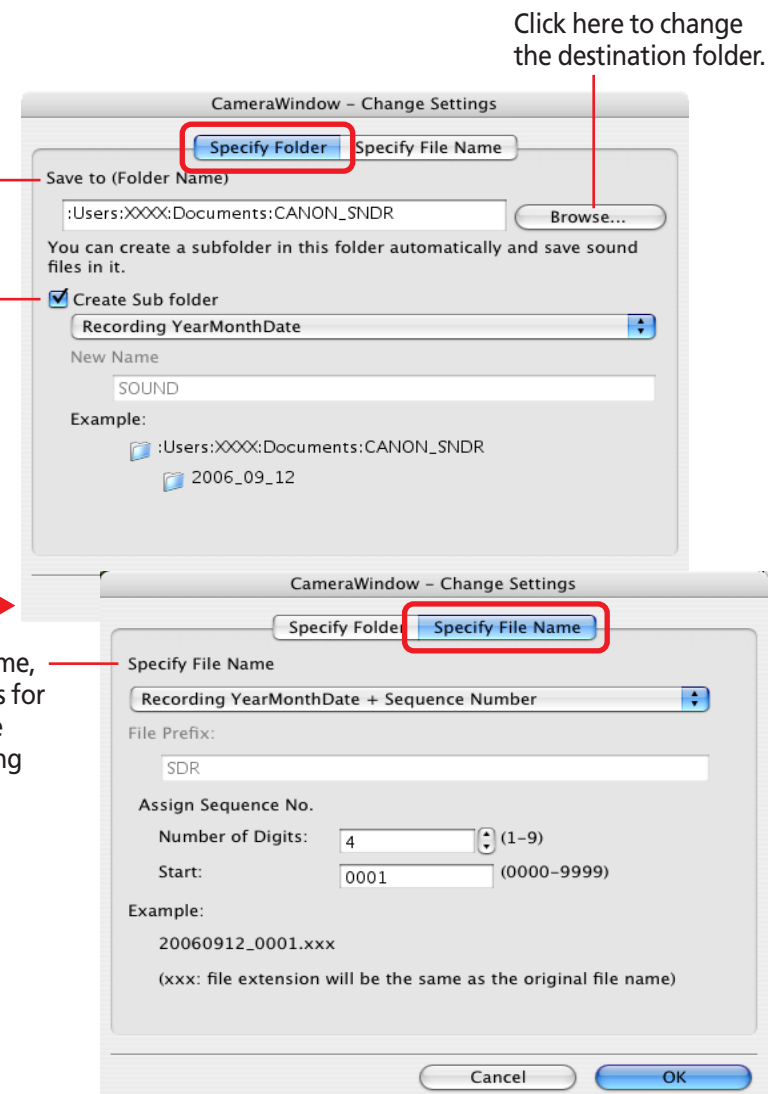 Click here to change
the destination folder.
CameraWindow – Change Settings
Specify Folder Specify File Name
Save to (Folder Name)
:Users:XXXX:Documents:CANON_SNDR Browse...
You can create a subfolder in this folder automatically and save sound
files in it.
Create Sub folder
Recording YearMonthDate
New Name
SOUND
Example:
:Users:XXXX:Documents:CANON_SNDR
2006_09_12
CameraWindow – Change Settings
Specify Folder Specify File Name
me,
s for
e
ng
Specify File Name
Recording YearMonthDate + Sequence Number
File Prefix:
SDR
Assign Sequence No.
Number of Digits: 4 (1–9)
Start: 0001 (0000–9999)
Example:
20060912_0001.xxx
(xxx: file extension will be the same as the original file name)
Cancel OK